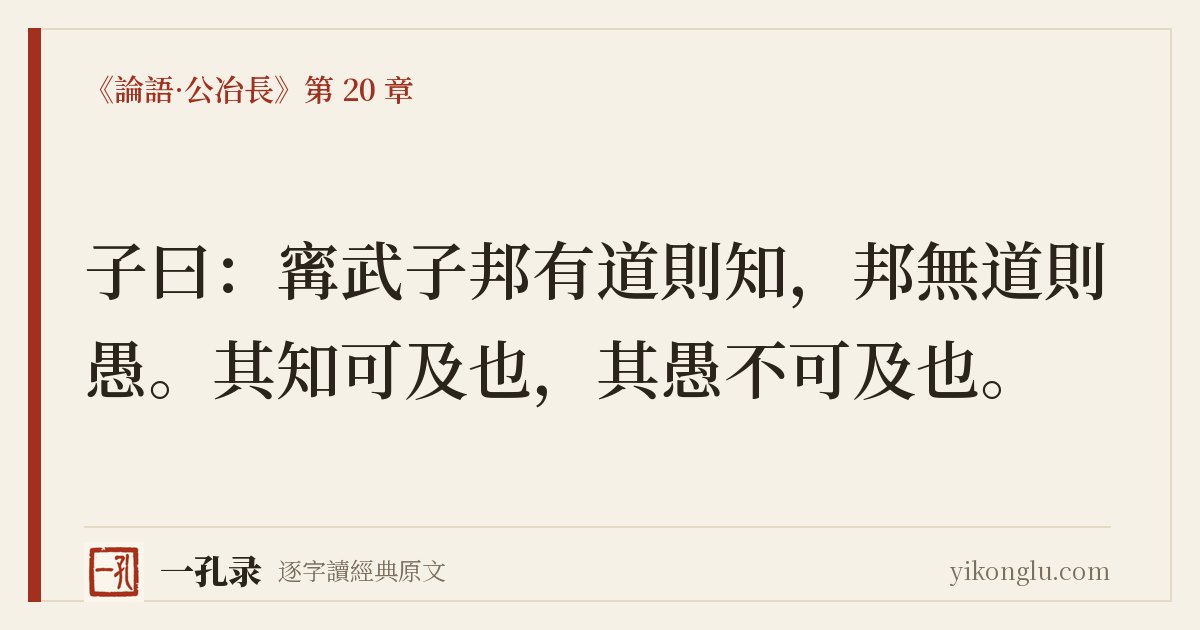 《論語·公冶長》第 20 章
子曰：甯武子邦有道則知，邦無道則
愚。其知可及也，其愚不可及也。
一孔
一孔录 逐字讀經典原文
yikonglu.com